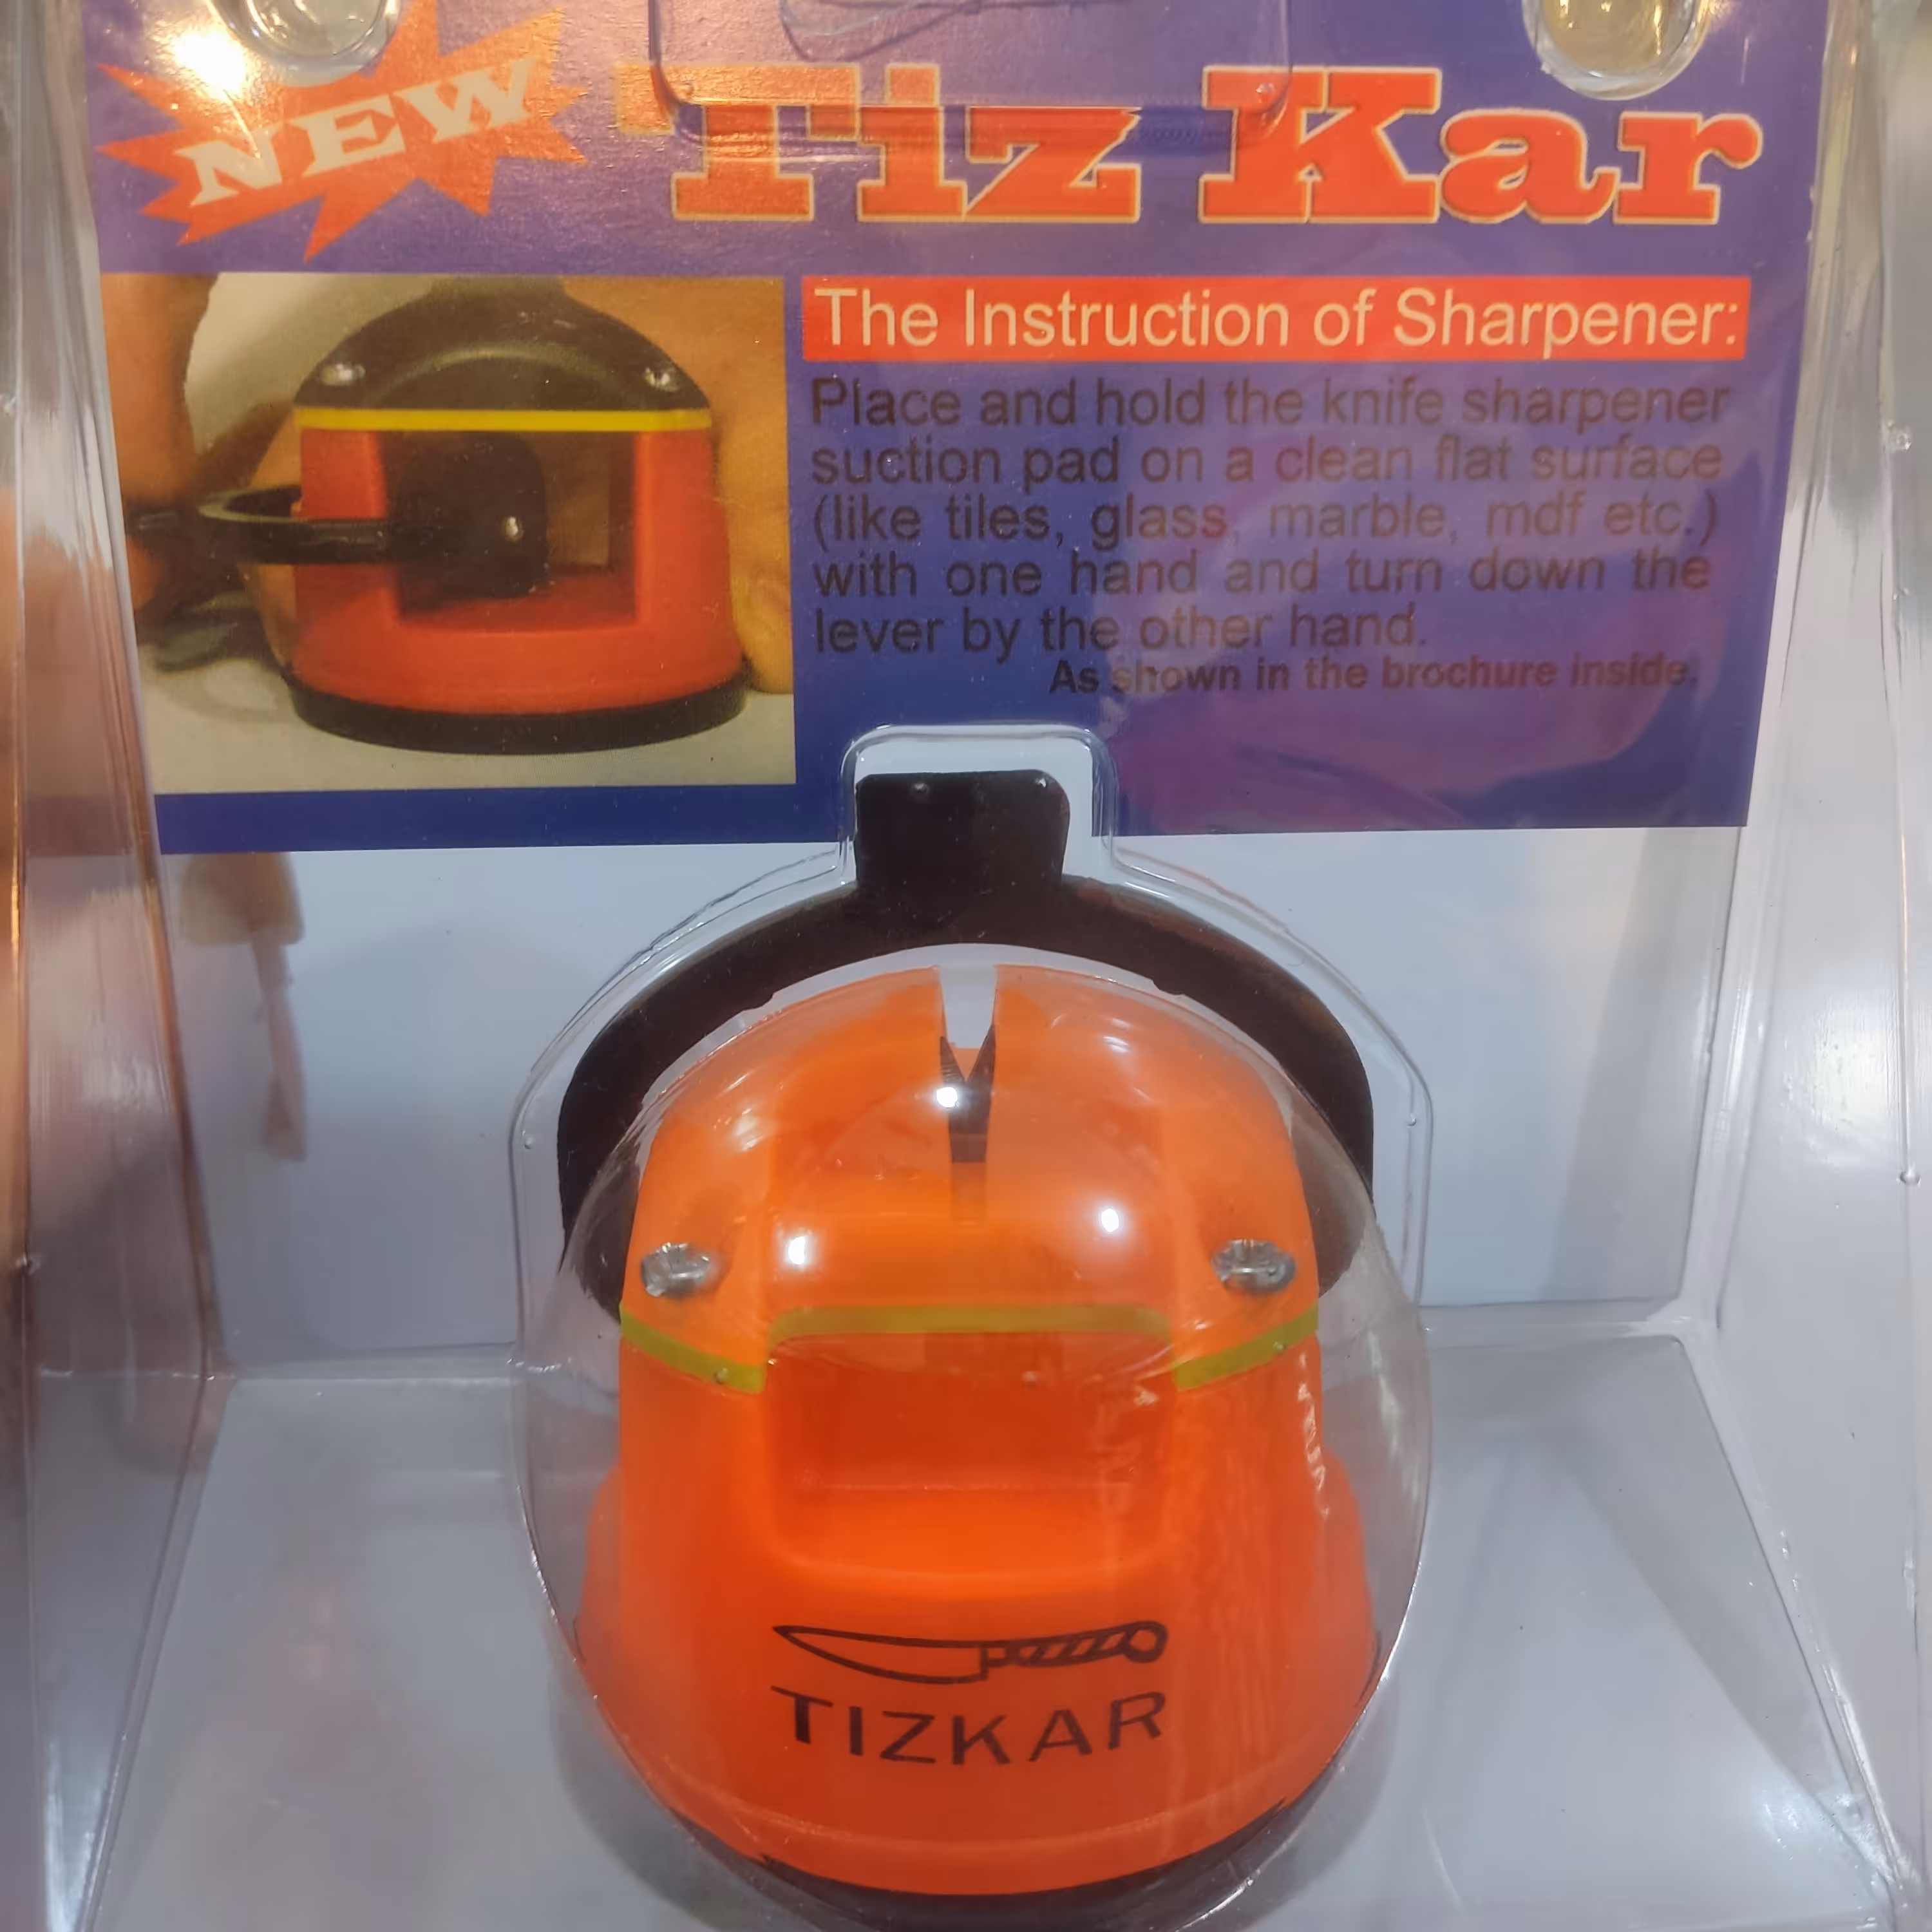 NEW
Tiz Kar
The Instruction of Sharpener:
Place and hold the knife sharpener
suction pad on a clean flat surface
(like tiles, glass, marble, mdf etc.)
with one hand and turn down the
lever by the other hand.
As shown in the brochure inside.
TIZKAR